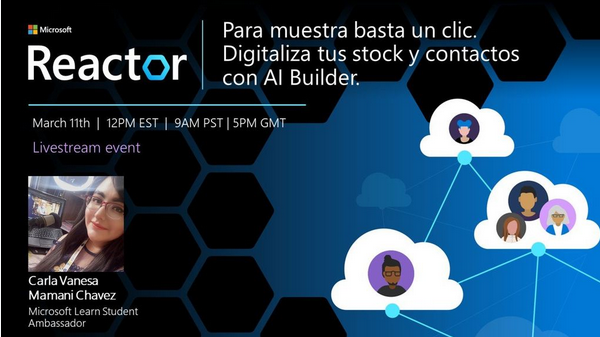 Microsoft
Reactor
Para muestra basta un clic.
Digitaliza tus stock y contactos
con AI Builder.
March 11th | 12PM EST | 9AM PST | 5PM GMT
Livestream event
Carla Vanesa
Mamani Chavez
Microsoft Learn Student
Ambassador